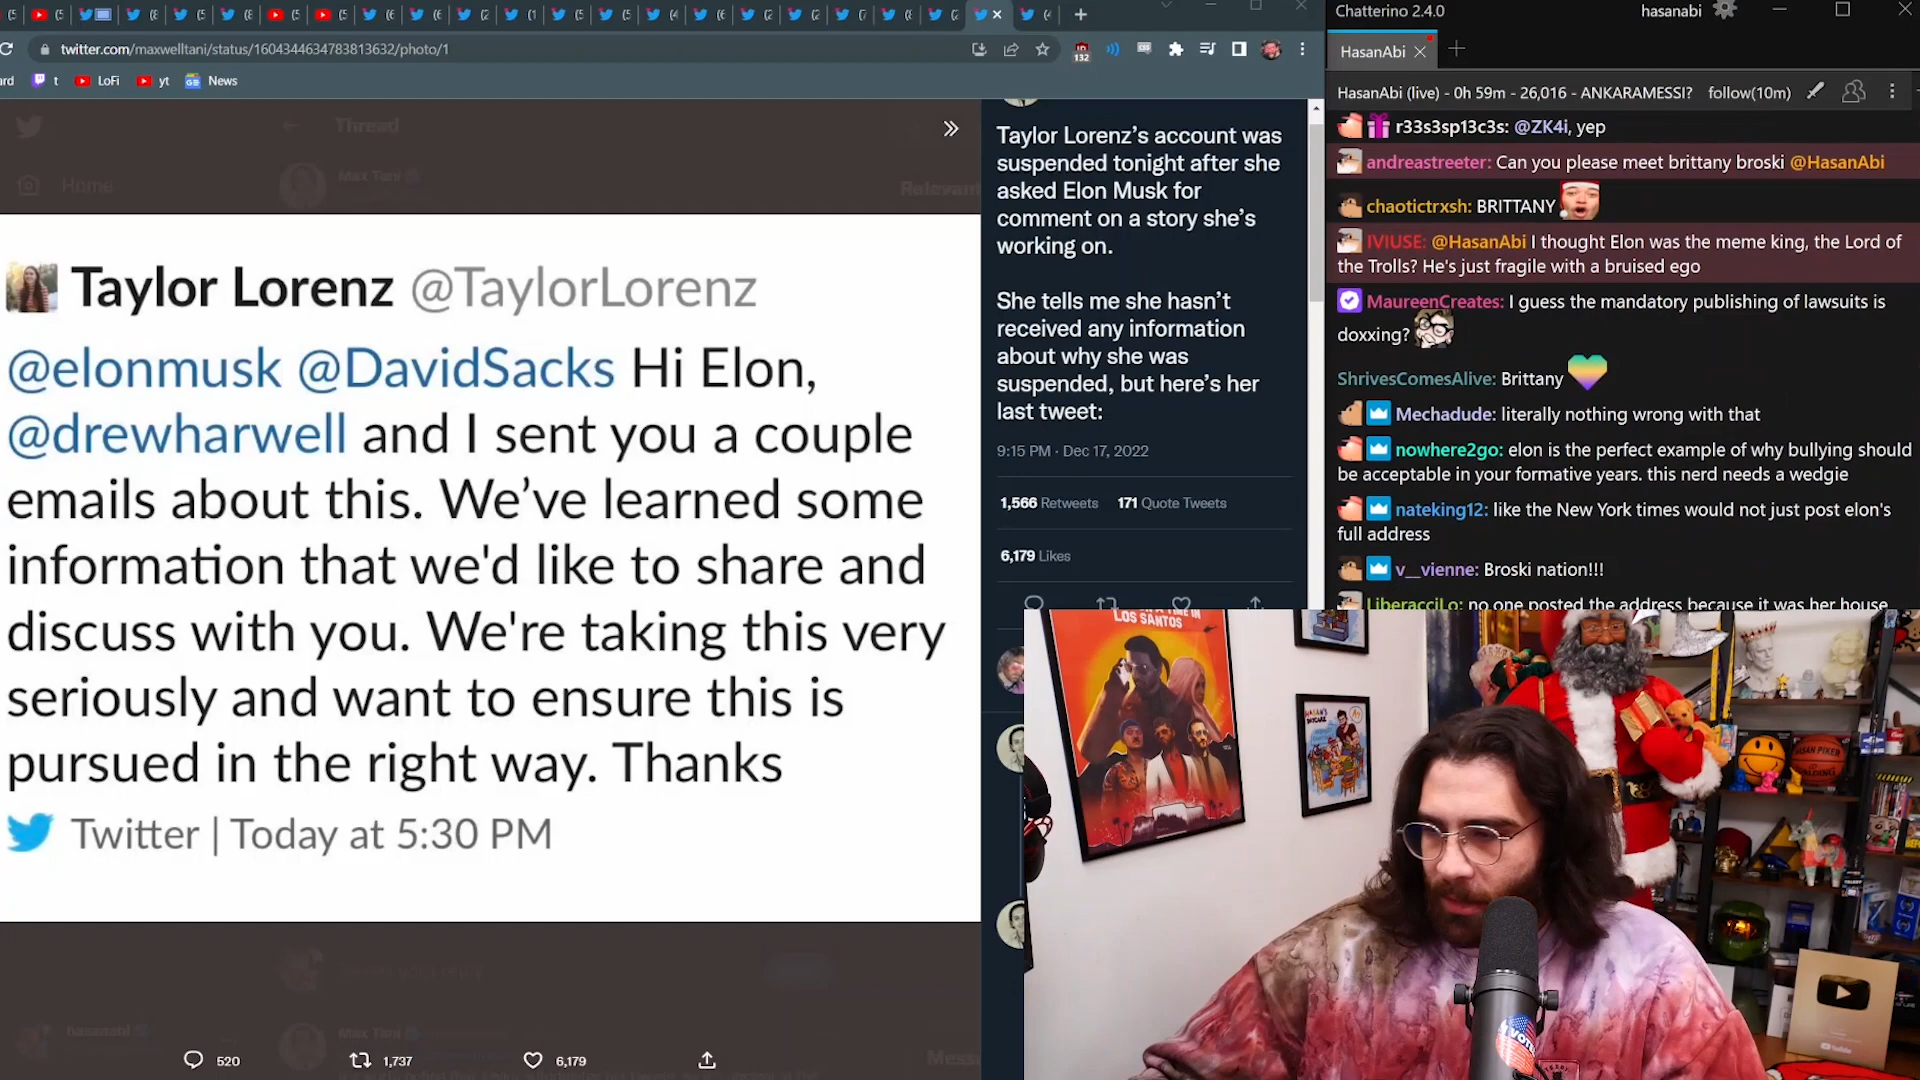 twitter.com/maxwelltani/status/1604344634783813632/photo/1
132
t
LoFi
yt
News
Thread
Home
Max Tani
Taylor Lorenz @TaylorLorenz
@elonmusk @DavidSacks Hi Elon,
@drewharwell and I sent you a couple
emails about this. We’ve learned some
information that we'd like to share and
discuss with you. We're taking this very
seriously and want to ensure this is
pursued in the right way. Thanks
Twitter | Today at 5:30 PM
520
1,737
6,179
Taylor Lorenz’s account was
suspended tonight after she
asked Elon Musk for
comment on a story she’s
working on.
She tells me she hasn’t
received any information
about why she was
suspended, but here’s her
last tweet:
9:15 PM · Dec 17, 2022
1,566 Retweets 171 Quote Tweets
6,179 Likes
Chatterino 2.4.0
hasanabi
HasanAbi
HasanAbi (live) - 0h 59m - 26,016 - ANKARAMESSI? follow(10m)
r33s3sp13c3s: @ZK4i, yep
andreastreeter: Can you please meet brittany broski @HasanAbi
chaotictrxsh: BRITTANY
IVIUSE: @HasanAbi I thought Elon was the meme king, the Lord of
the Trolls? He's just fragile with a bruised ego
MaureenCreates: I guess the mandatory publishing of lawsuits is
doxxing?
ShrivesComesAlive: Brittany
Mechadude: literally nothing wrong with that
nowhere2go: elon is the perfect example of why bullying should
be acceptable in your formative years. this nerd needs a wedgie
nateking12: like the New York times would not just post elon's
full address
v__vienne: Broski nation!!!
LiberacciLo: no one posted the address because it was her house
LOS SANTOS
HASAN PIKER
SPALDING
VOTE